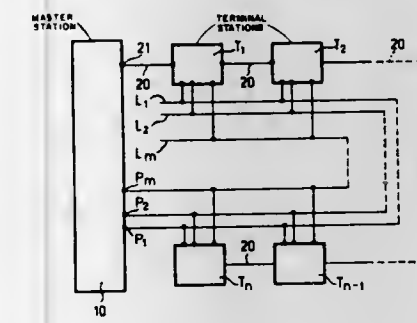 MASTER STATION
TERMINAL STATIONS
21
T1
T2
20
20
20
L1
L2
Lm
Pm
P2
P1
20
10
Tn
Tn-1